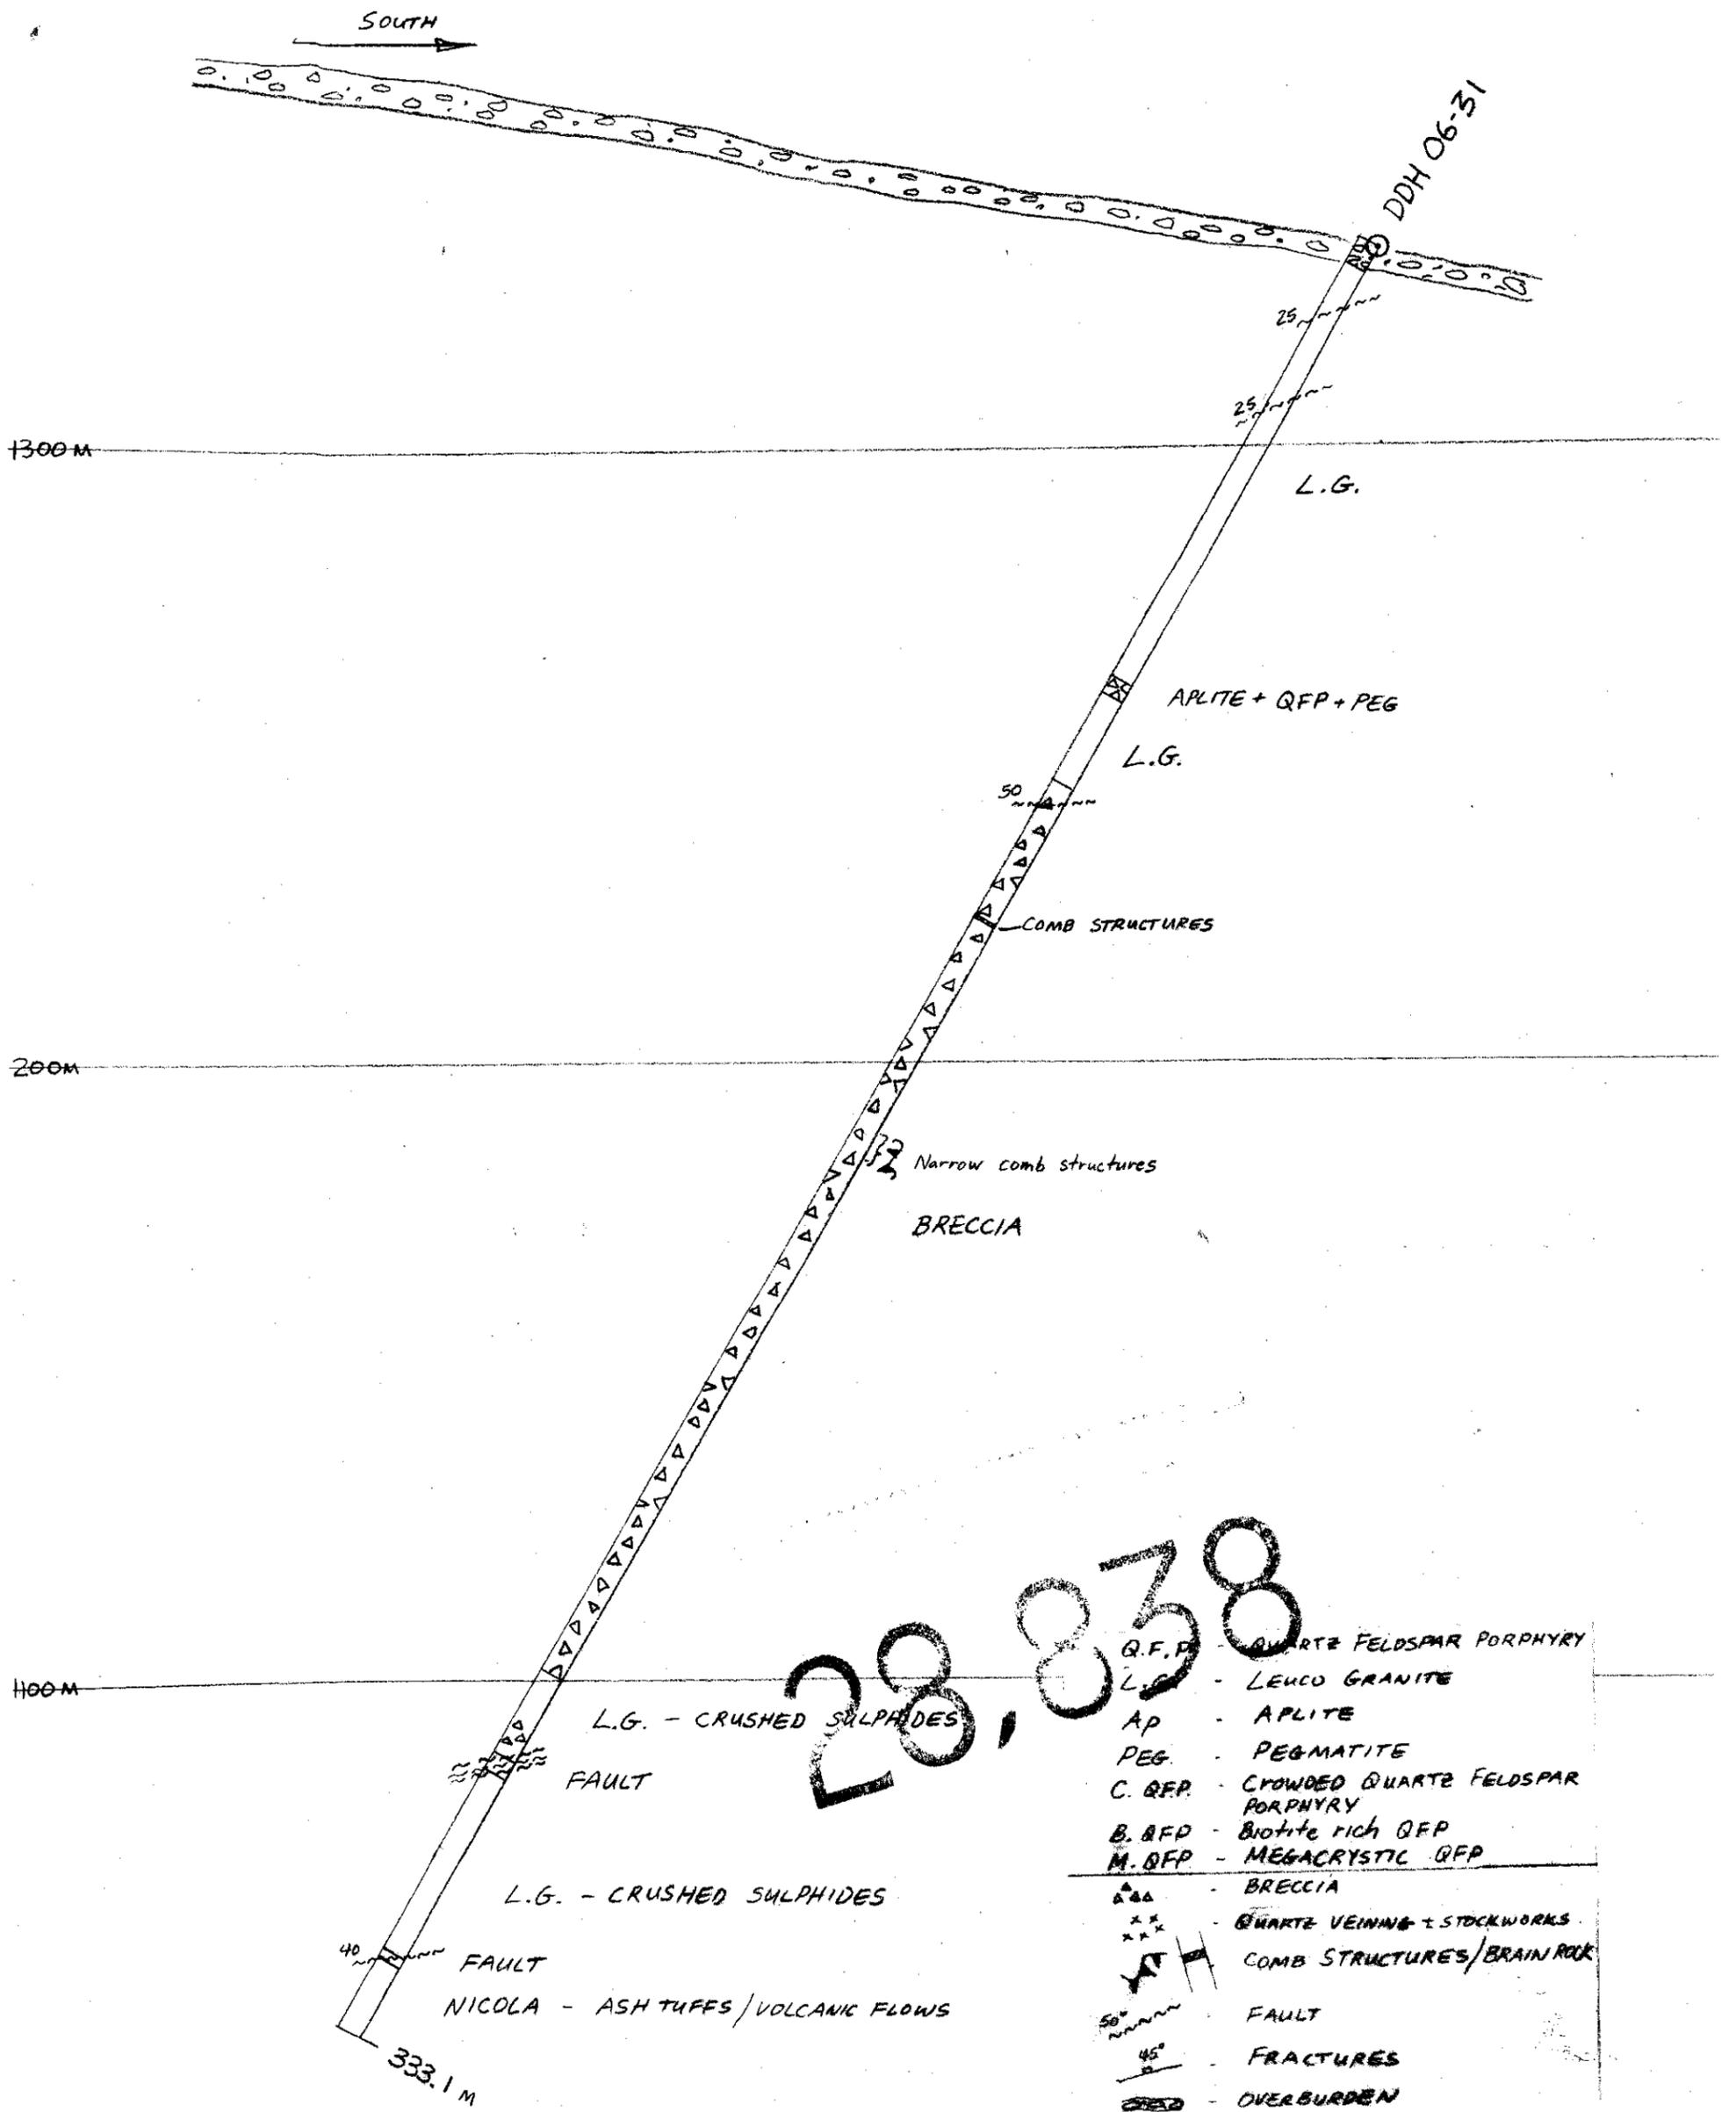 SOUTH
DDH 06-31
25
25
1300 M
L.G.
APLITE + QFP + PEG
L.G.
50
COMB STRUCTURES
200M
Narrow comb structures
BRECCIA
28,838
1100 M
L.G. - CRUSHED SULPHIDES
FAULT
L.G. - CRUSHED SULPHIDES
40
FAULT
NICOLA - ASH TUFFS/VOLCANIC FLOWS
333.1 M
Q.F.P - QUARTZ FELDSPAR PORPHYRY
L.G. - LEUCO GRANITE
AP - APLITE
PEG. - PEGMATITE
C. QFP. - CROWDED QUARTZ FELDSPAR
PORPHYRY
B. QFP - Biotite rich QFP
M. QFP - MEGACRYSTIC QFP
- BRECCIA
- QUARTZ VEINING + STOCKWORKS
COMB STRUCTURES/BRAIN ROCK
50° - FAULT
45° - FRACTURES
- OVERBURDEN